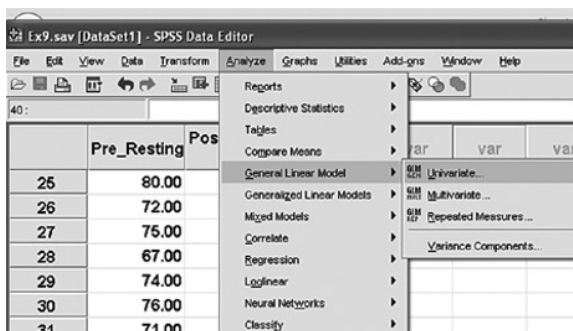 Ex9.sav [DataSet1] - SPSS Data Editor
File Edit View Data Transform Analyze Graphs Utilities Add-ons Window Help
40 :
Reports
Descriptive Statistics
Tables
Compare Means
General Linear Model
Generalized Linear Models
Mixed Models
Correlate
Regression
Loglinear
Neural Networks
Classify
Univariate...
Multivariate...
Repeated Measures...
Variance Components...
Pre_Resting Pos var var va
25 80.00
26 72.00
27 75.00
28 67.00
29 74.00
30 76.00
31 71.00